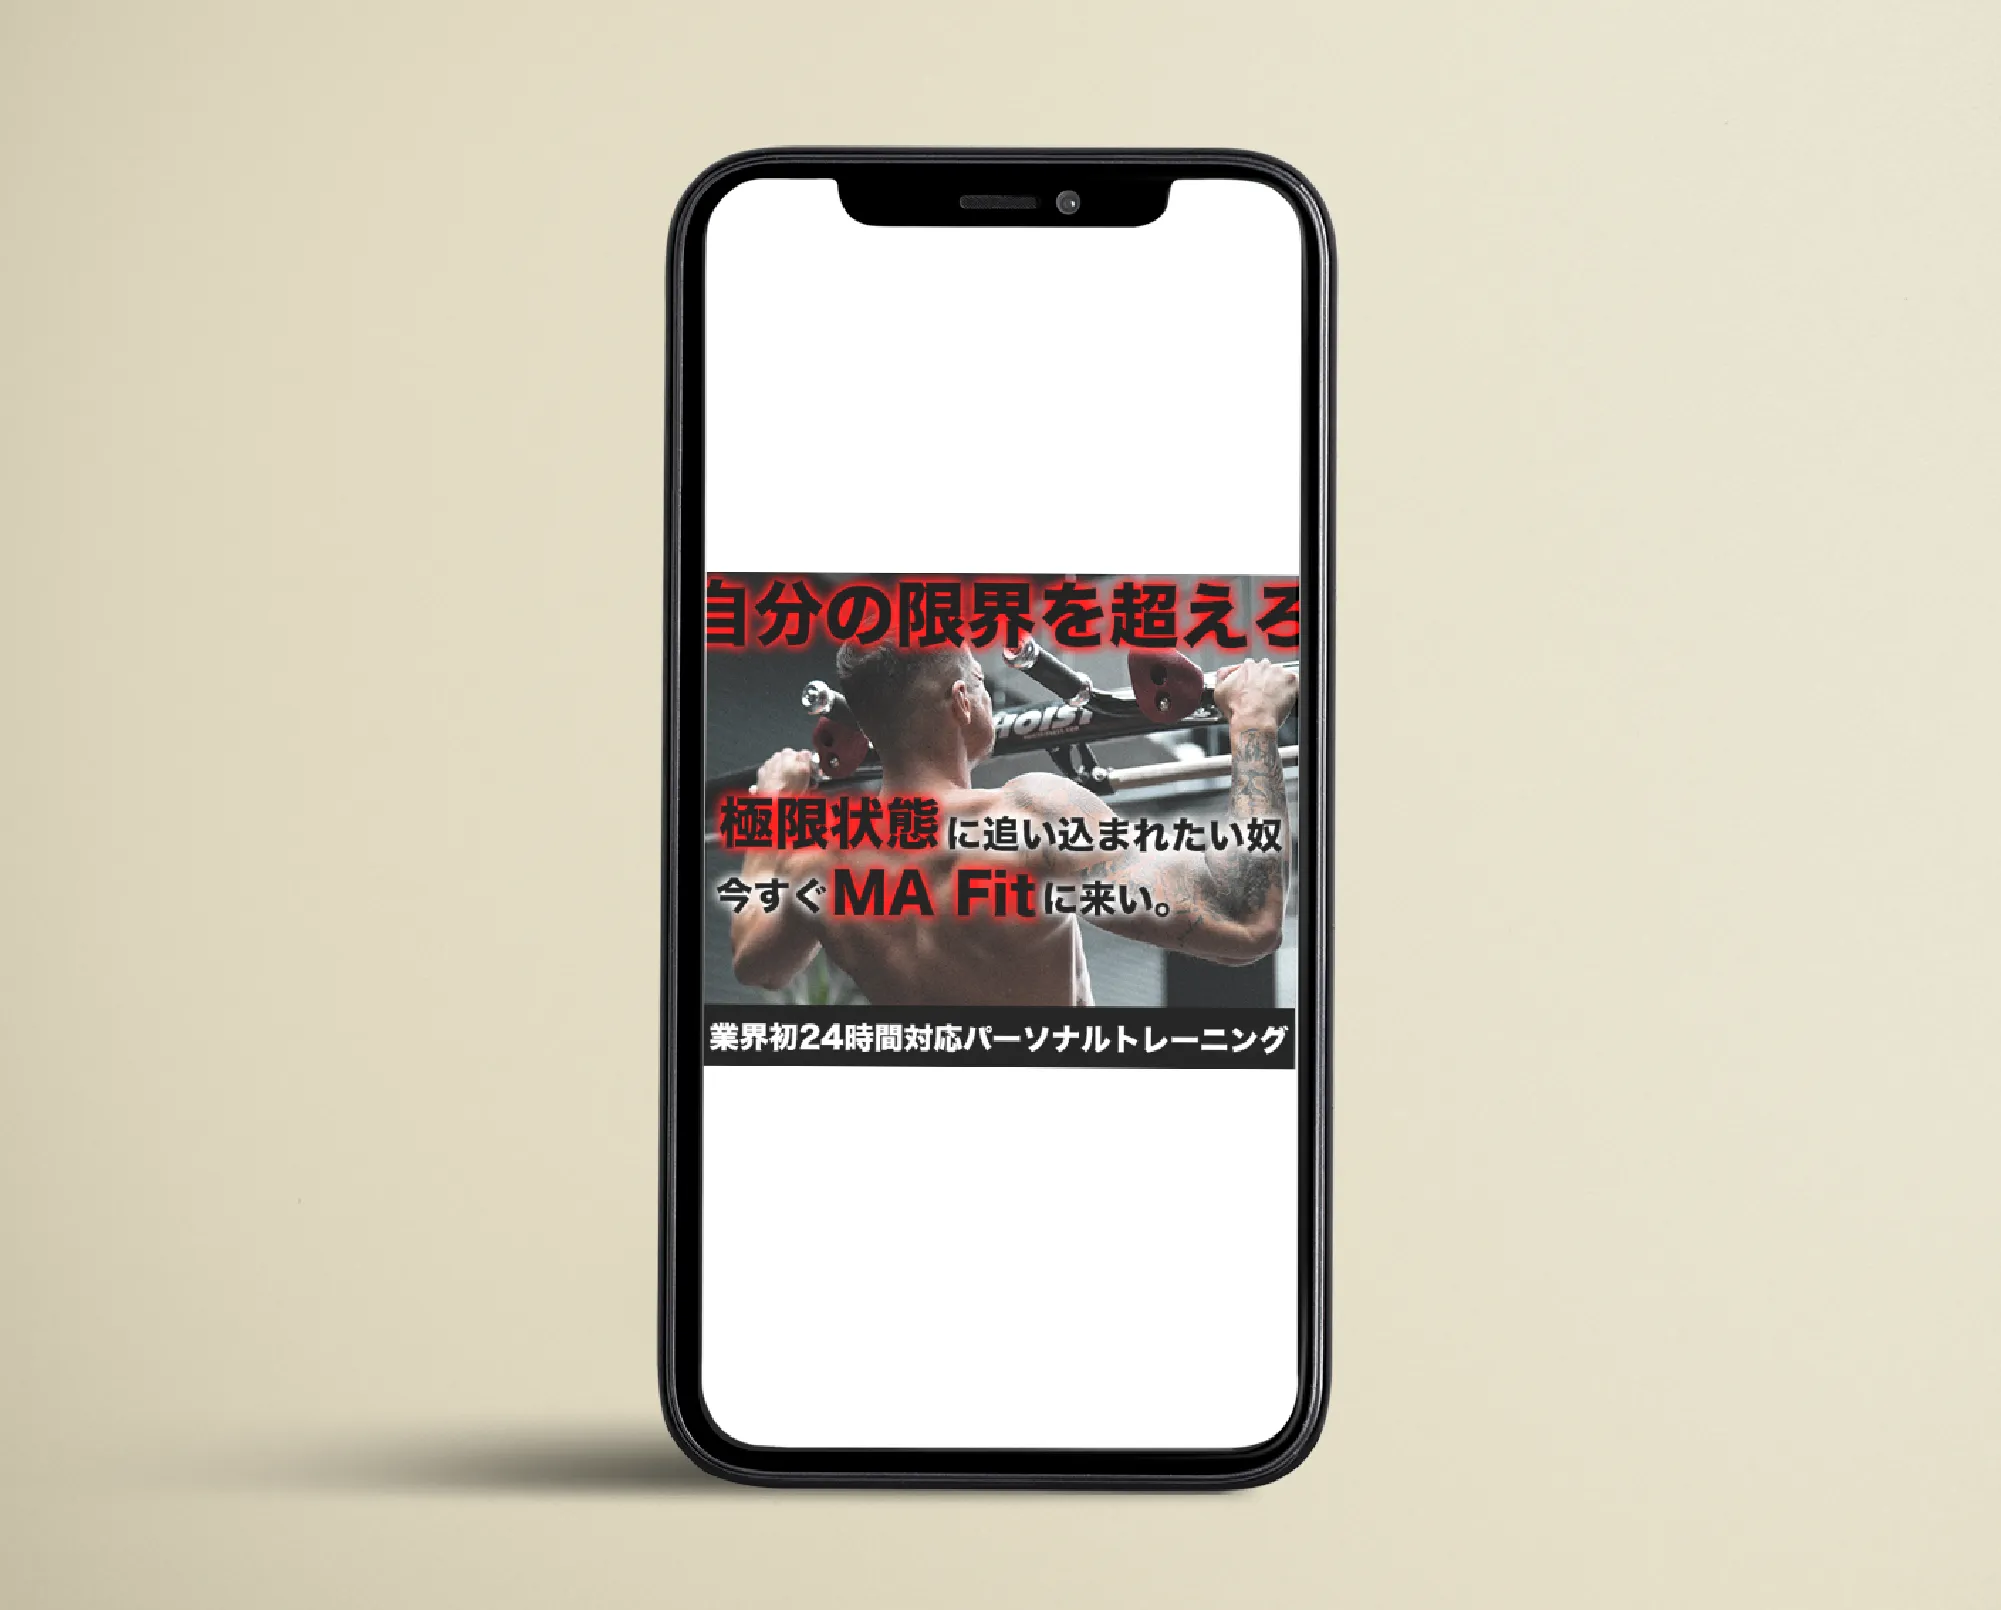 自分の限界を超えろ
HOIST
極限状態に追い込まれたい奴
今すぐMA Fitに来い。
業界初24時間対応パーソナルトレーニング